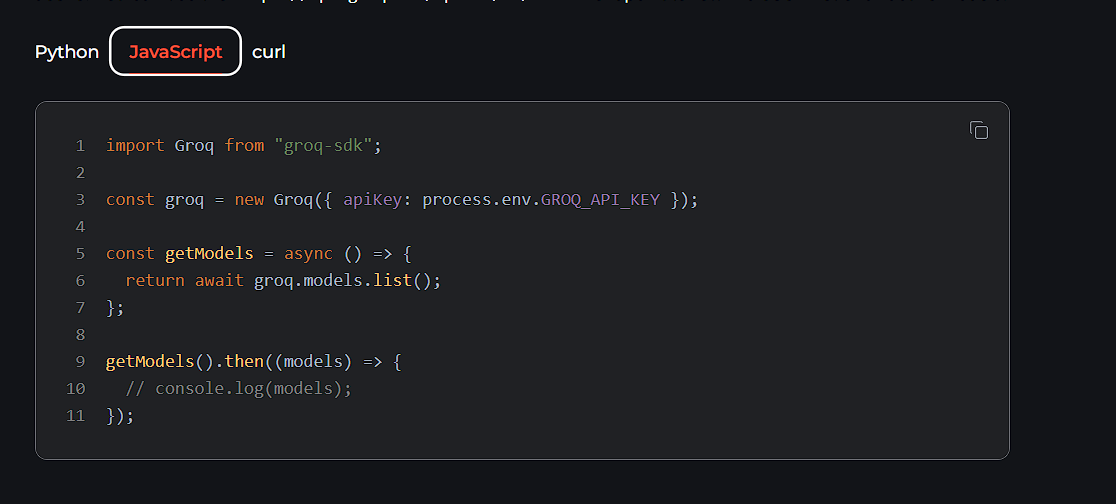 Python JavaScript curl
1 import Groq from "groq-sdk";
2
3 const groq = new Groq({ apiKey: process.env.GROQ_API_KEY });
4
5 const getModels = async () => {
6   return await groq.models.list();
7 };
8
9 getModels().then((models) => {
10   // console.log(models);
11 });